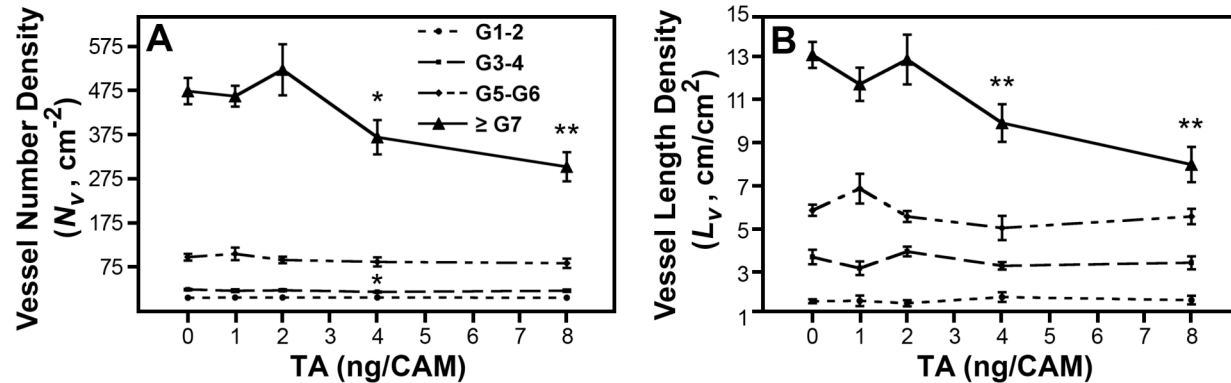 A
Vessel Number Density
(Nv, cm-2)
575
475
375
275
175
75
G1-2
G3-4
G5-G6
≥ G7
*
**
*
0 1 2 3 4 5 6 7 8
TA (ng/CAM)
B
Vessel Length Density
(Lv, cm/cm2)
15
13
11
9
7
5
3
1
**
**
0 1 2 3 4 5 6 7 8
TA (ng/CAM)